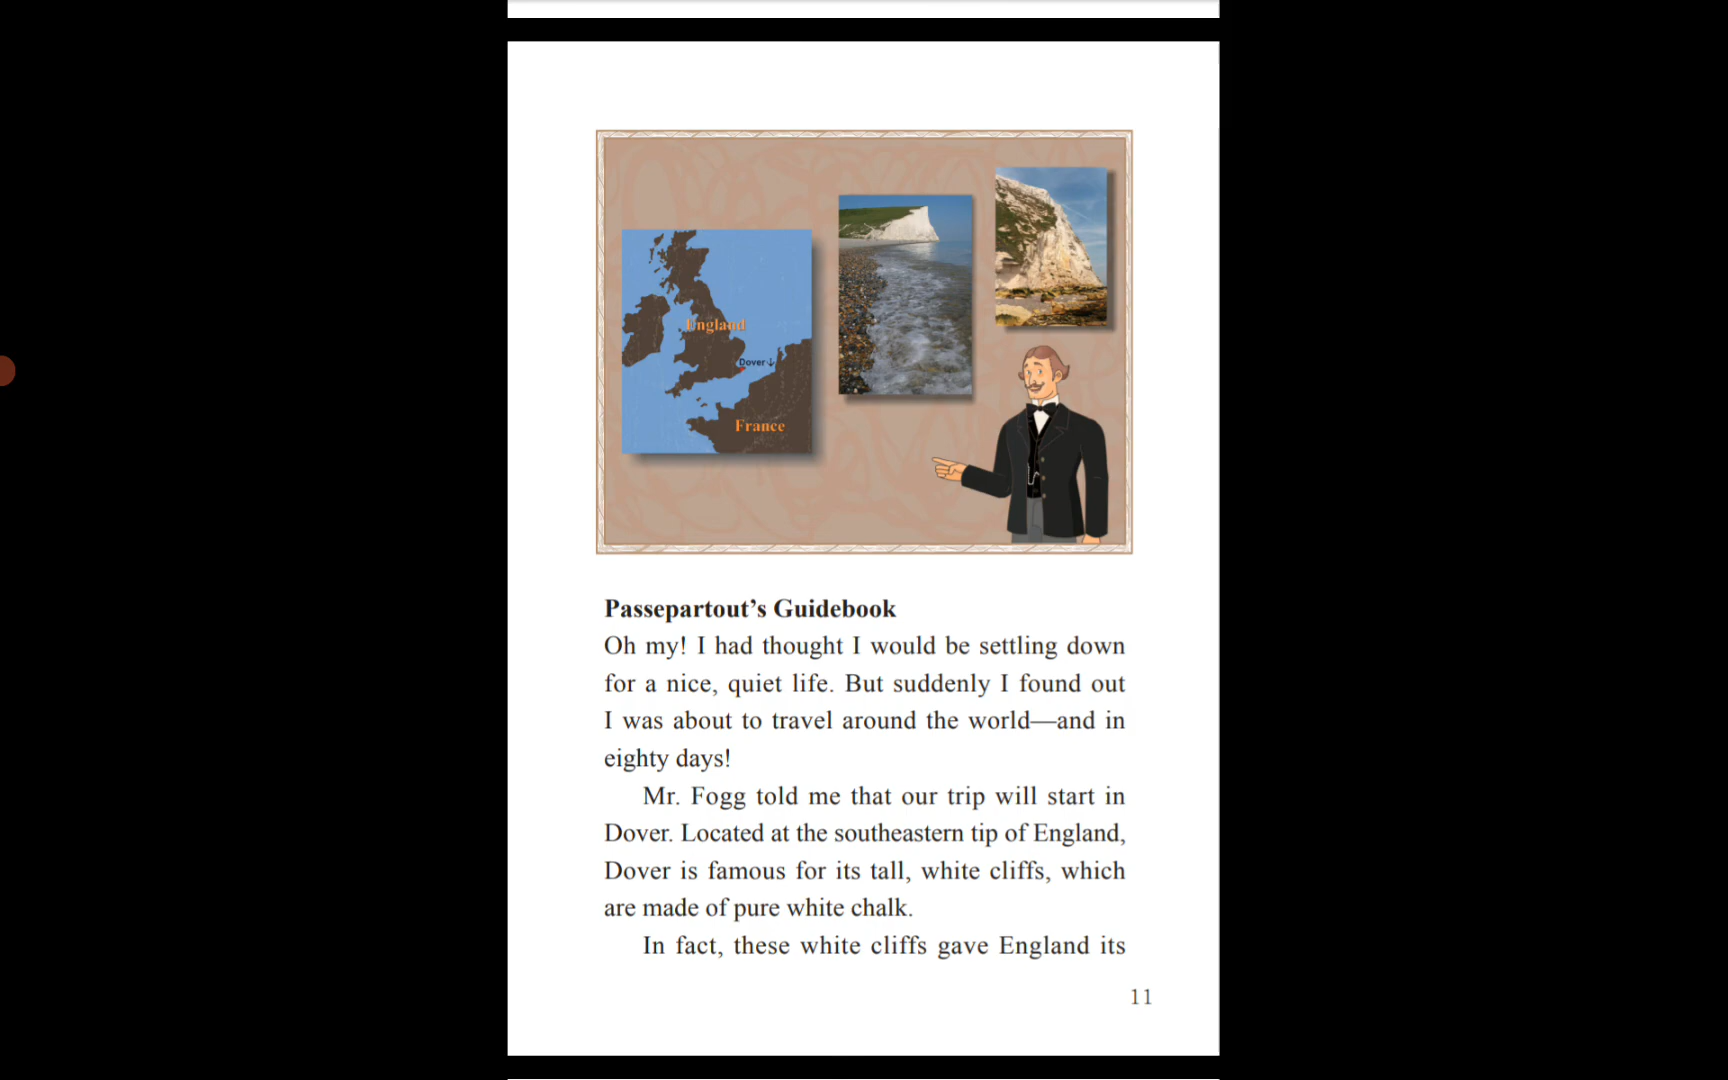 England
Dover↓
France
Passepartout’s Guidebook
Oh my! I had thought I would be settling down
for a nice, quiet life. But suddenly I found out
I was about to travel around the world—and in
eighty days!
Mr. Fogg told me that our trip will start in
Dover. Located at the southeastern tip of England,
Dover is famous for its tall, white cliffs, which
are made of pure white chalk.
In fact, these white cliffs gave England its
11